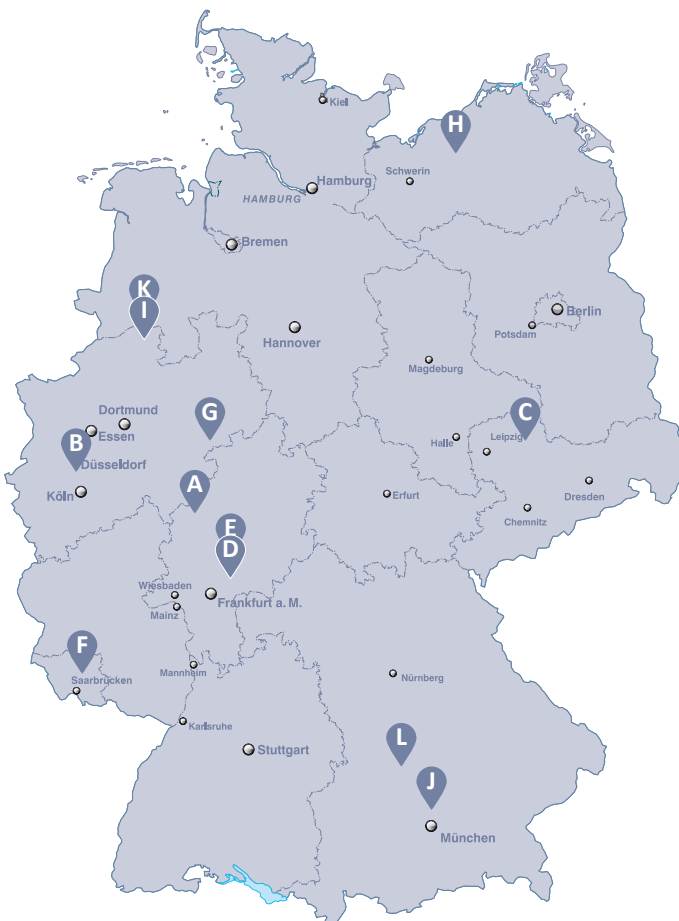 Kiel
H
Schwerin
Hamburg
HAMBURG
Bremen
K
I
Berlin
Hannover
Potsdam
Magdeburg
Dortmund
G
C
Essen
B
Halle
Leipzig
Düsseldorf
A
Köln
Erfurt
Dresden
Chemnitz
E
D
Wiesbaden
Frankfurt a. M.
Mainz
F
Mannheim
Saarbrücken
Nürnberg
Karlsruhe
L
Stuttgart
J
München